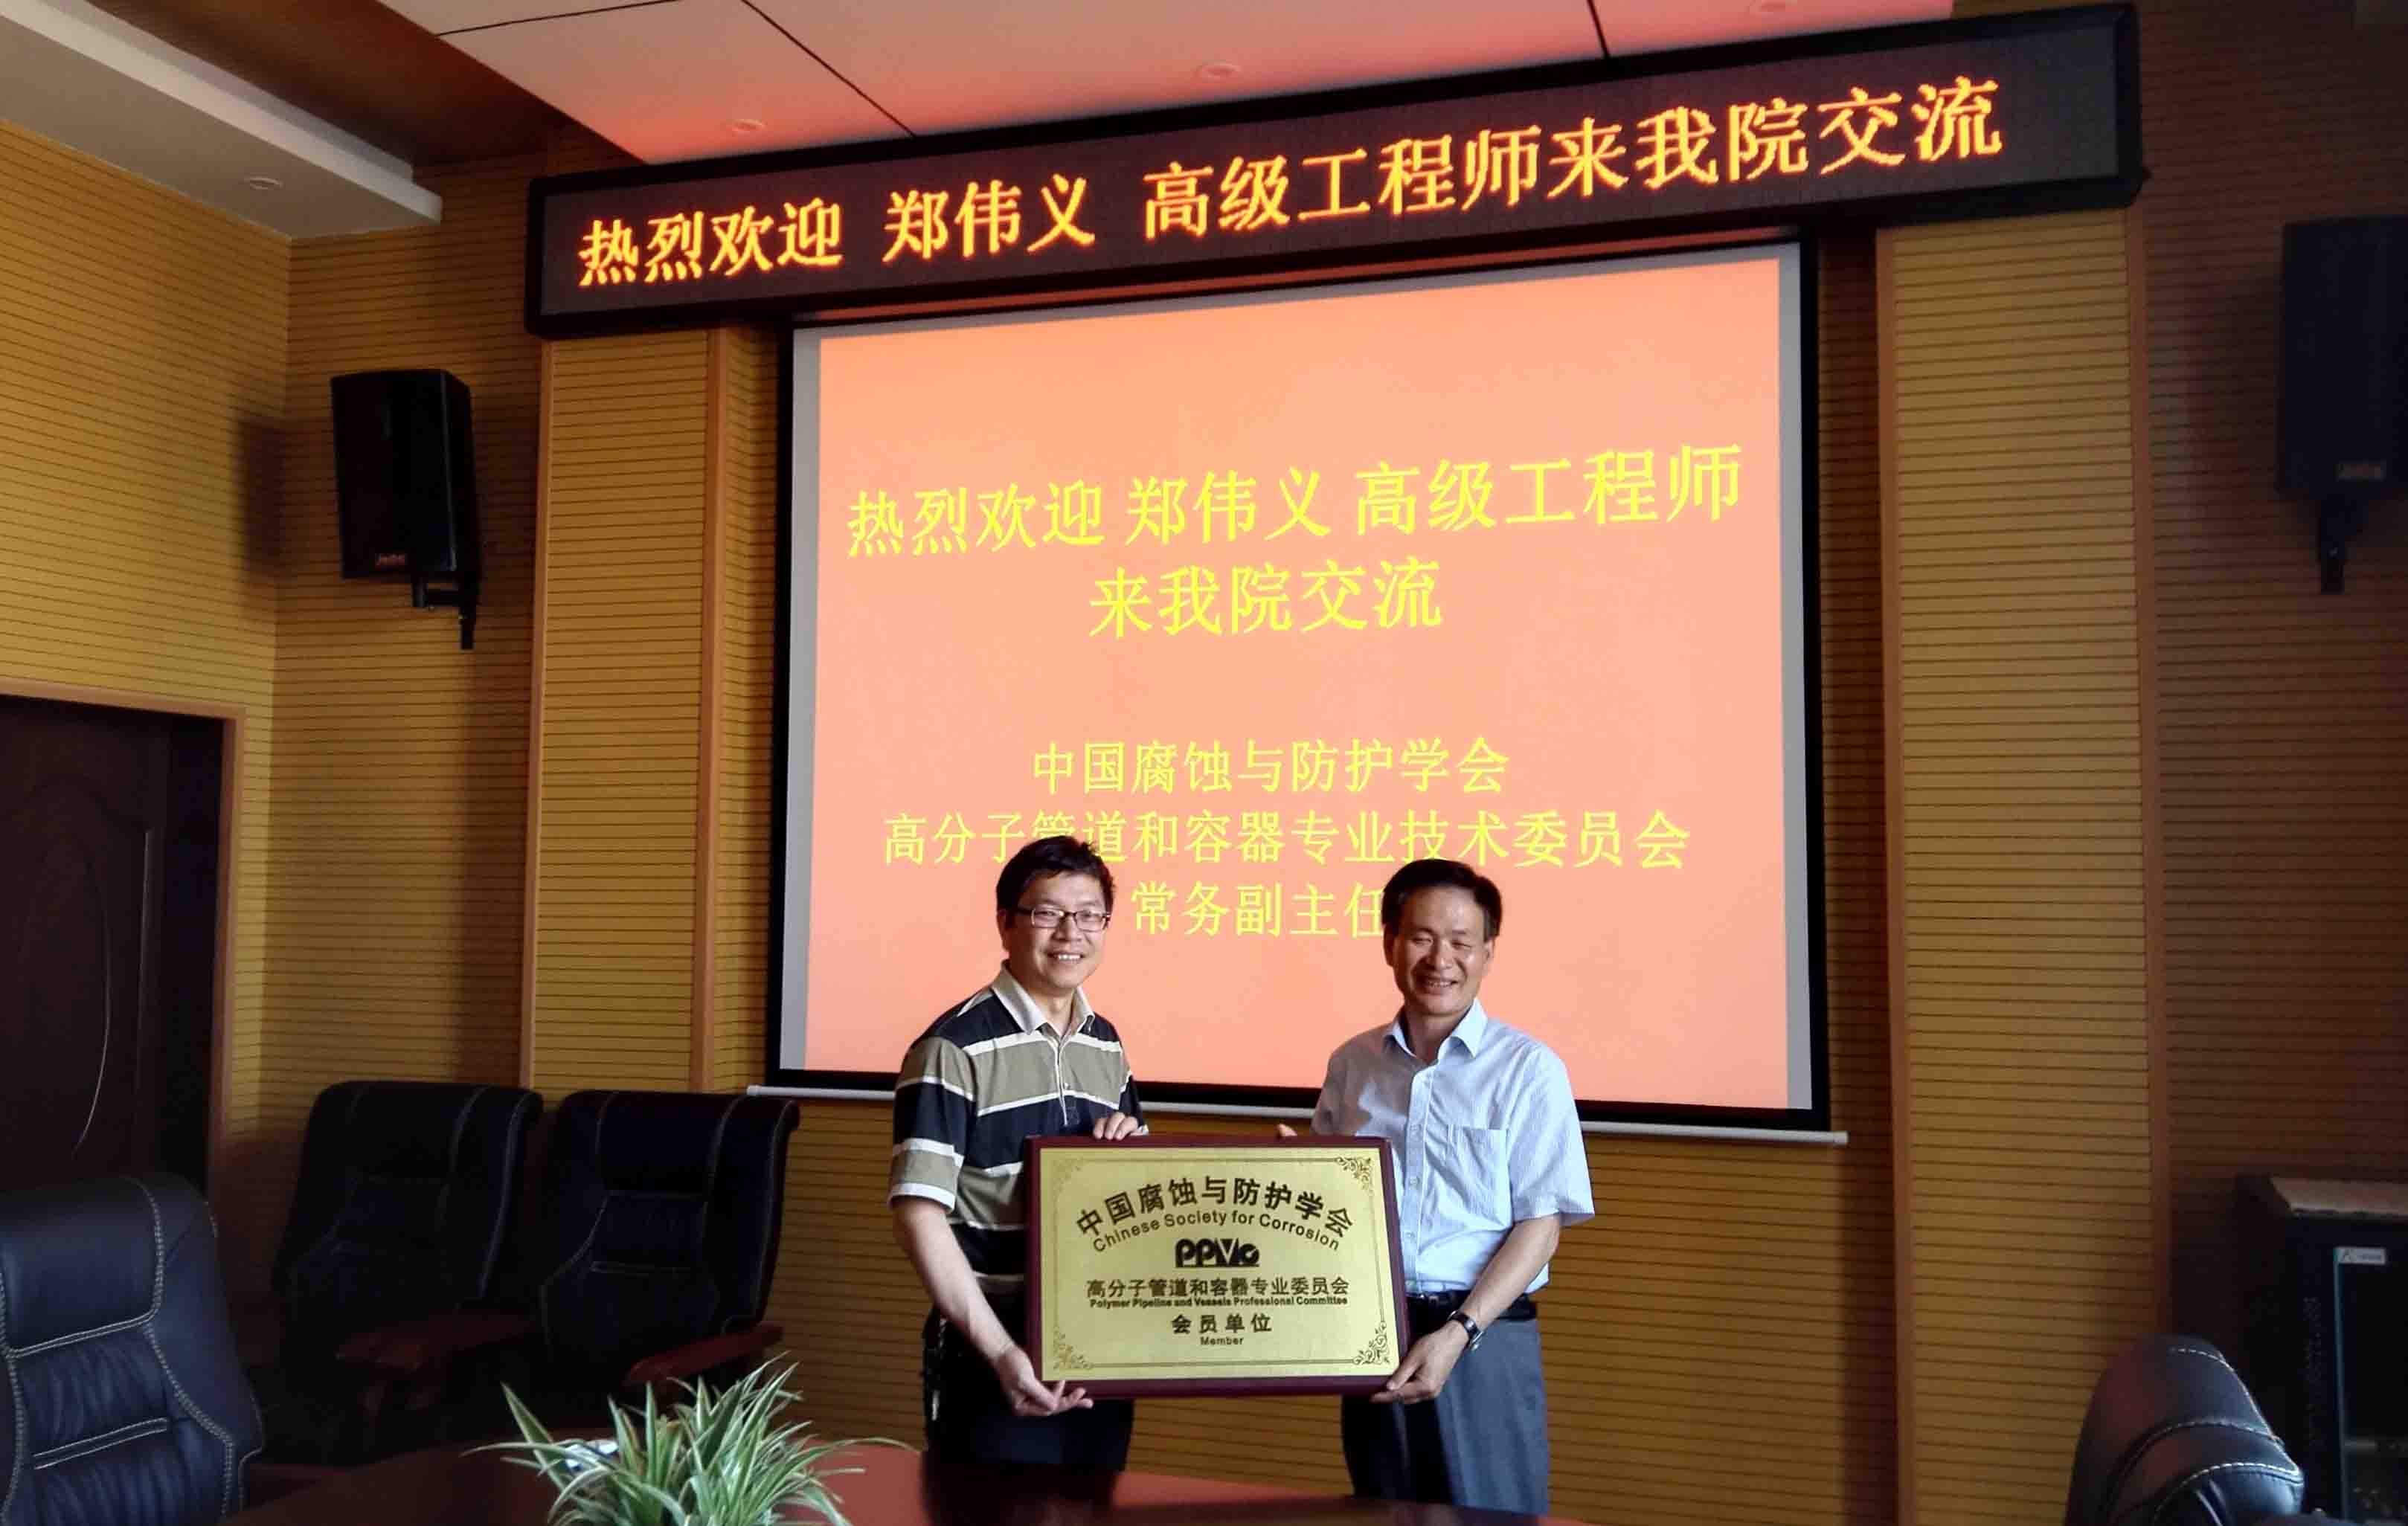 热烈欢迎 郑伟义 高级工程师来我院交流
热烈欢迎 郑伟义 高级工程师
来我院交流
中国腐蚀与防护学会
高分子管道和容器专业技术委员会
常务副主任
中国腐蚀与防护学会
Chinese Society for Corrosion
PPVC
高分子管道和容器专业委员会
Polymer Pipeline and Vessels Professional Committee
会员单位
Member